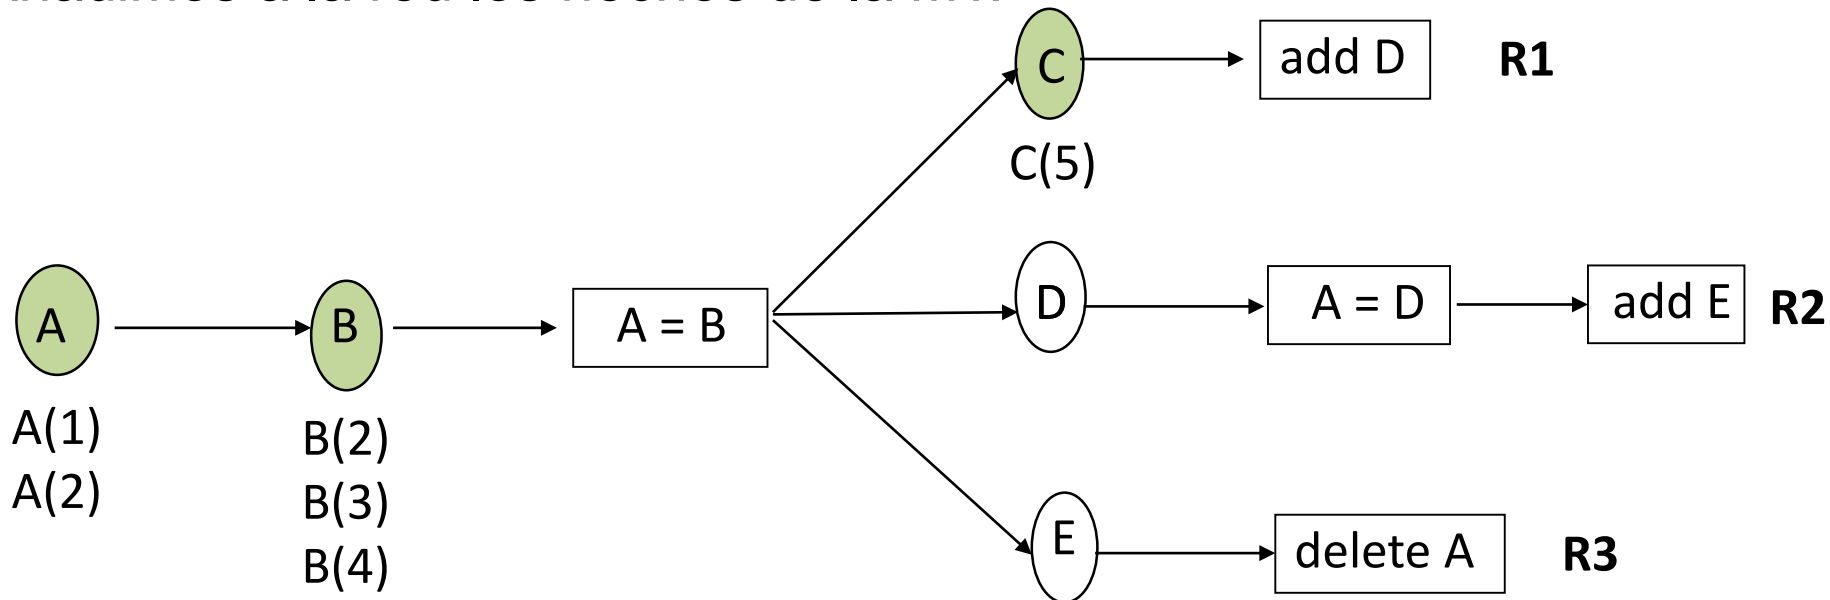 C
add D
R1
C(5)
A
B
A = B
D
A = D
add E
R2
A(1)
A(2)
B(2)
B(3)
B(4)
E
delete A
R3